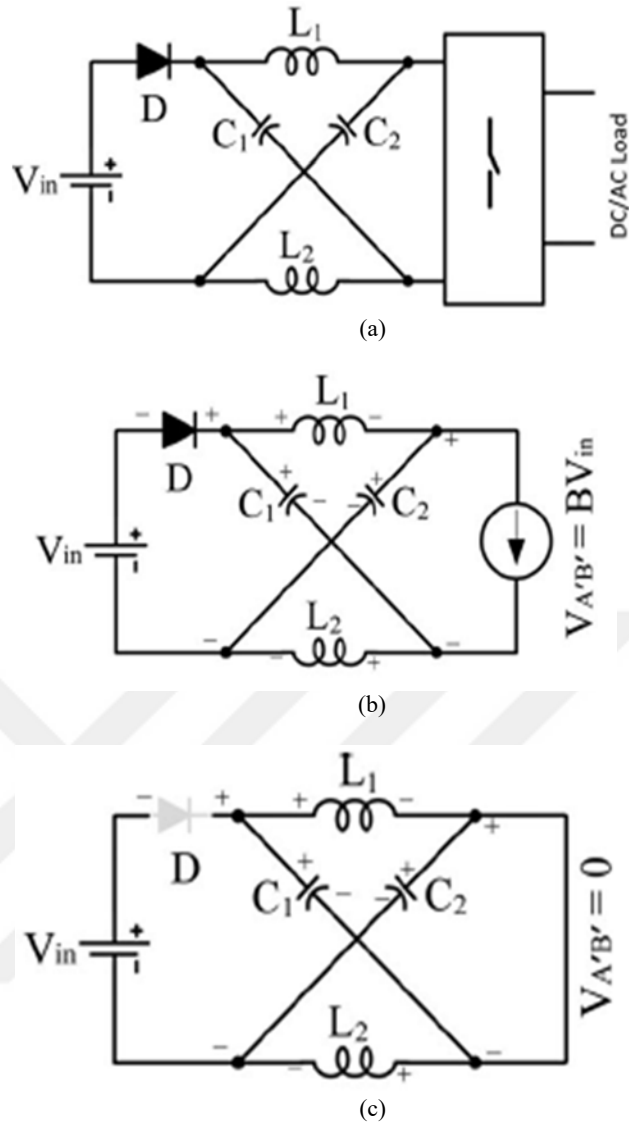 L₁
D
C₁
C₂
Vin
+
-
L₂
DC/AC Load
(a)
L₁
- + + -
+
D
+ +
C₁ - - C₂
Vin
+
-
L₂
- - + -
VA'B' = BVin
(b)
L₁
- + + -
+
D
+ +
C₁ - - C₂
Vin
+
-
L₂
- - + -
VA'B' = 0
(c)